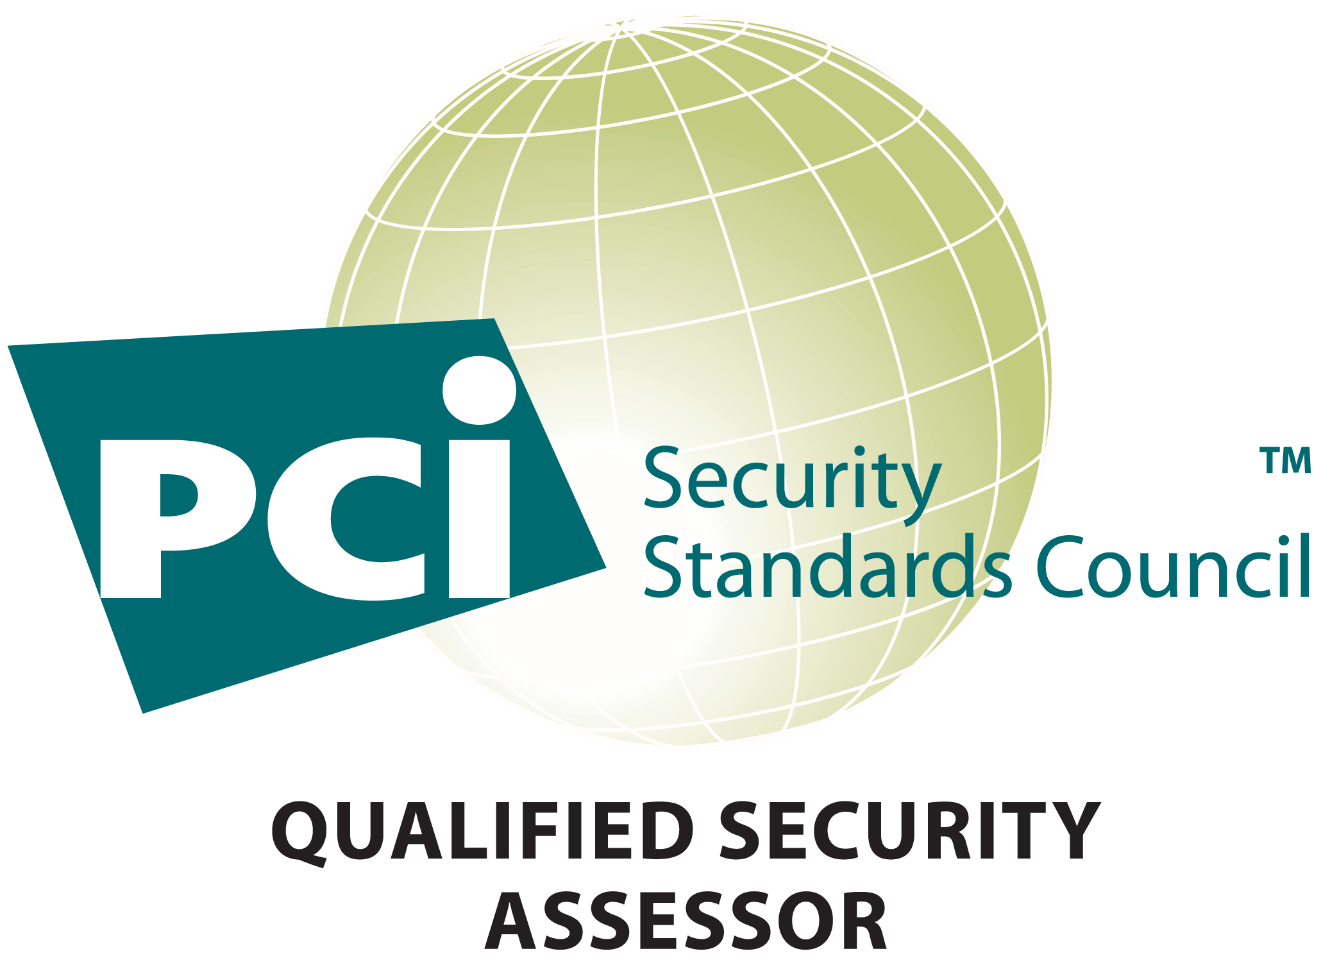 PCi
Security
Standards Council
TM
QUALIFIED SECURITY
ASSESSOR